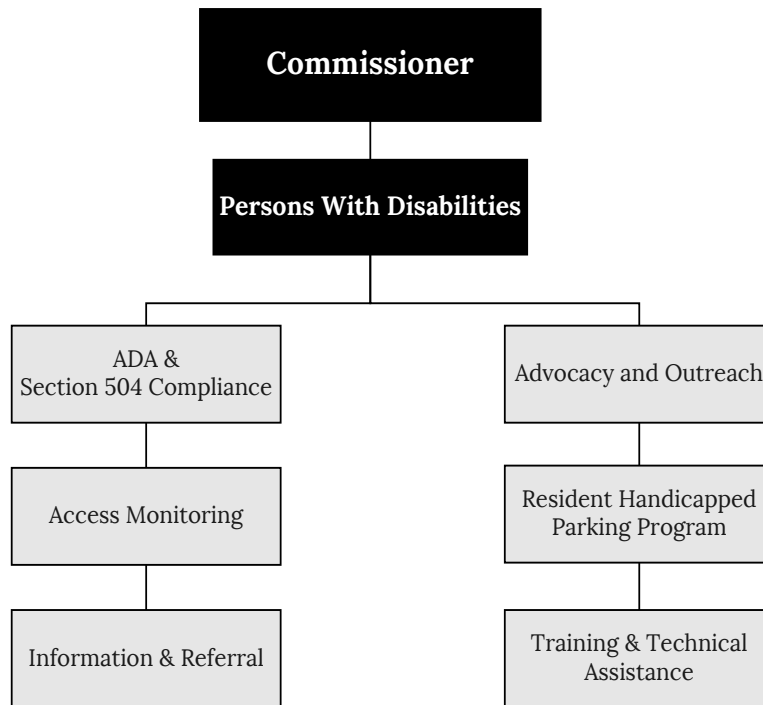 Commissioner
Persons With Disabilities
ADA &
Section 504 Compliance
Advocacy and Outreach
Access Monitoring
Resident Handicapped
Parking Program
Information & Referral
Training & Technical
Assistance